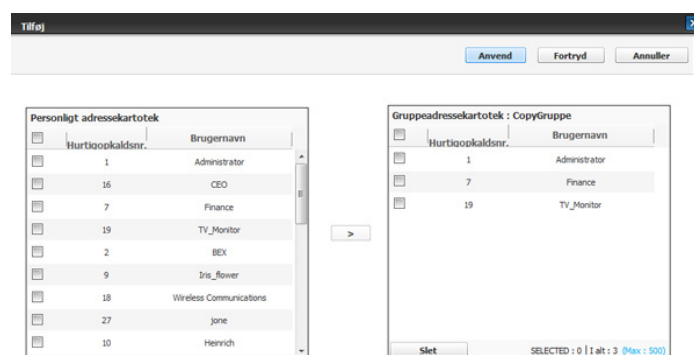 Tilføj
Anvend Fortryd Annuller
Personligt adressekartotek
Hurtigopkaldsnr. Brugernavn
1 Administrator
16 CEO
7 Finance
19 TV_Monitor
2 BEX
9 Iris_flower
18 Wireless Communications
27 jone
10 Heinrich
>
Gruppeadressekartotek : CopyGruppe
Hurtigopkaldsnr. Brugernavn
1 Administrator
7 Finance
19 TV_Monitor
Slet SELECTED : 0 | I alt : 3 (Max : 500)